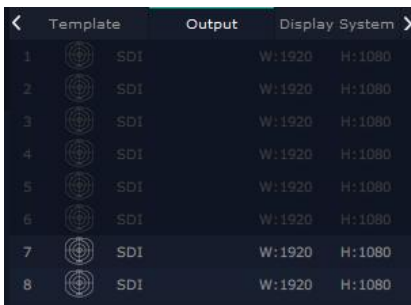 Template Output Display System
1 SDI W:1920 H:1080
2 SDI W:1920 H:1080
3 SDI W:1920 H:1080
4 SDI W:1920 H:1080
5 SDI W:1920 H:1080
6 SDI W:1920 H:1080
7 SDI W:1920 H:1080
8 SDI W:1920 H:1080